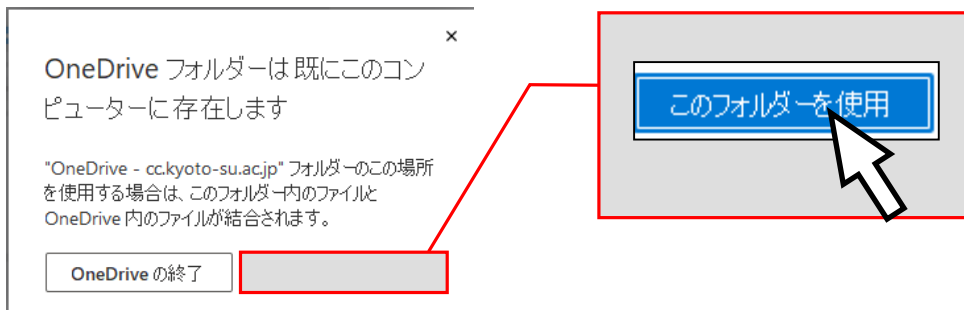 OneDrive フォルダーは既にこのコン
ピューターに存在します
"OneDrive - cc.kyoto-su.ac.jp" フォルダーのこの場所
を使用する場合は、このフォルダー内のファイルと
OneDrive 内のファイルが結合されます。
OneDrive の終了
このフォルダーを使用